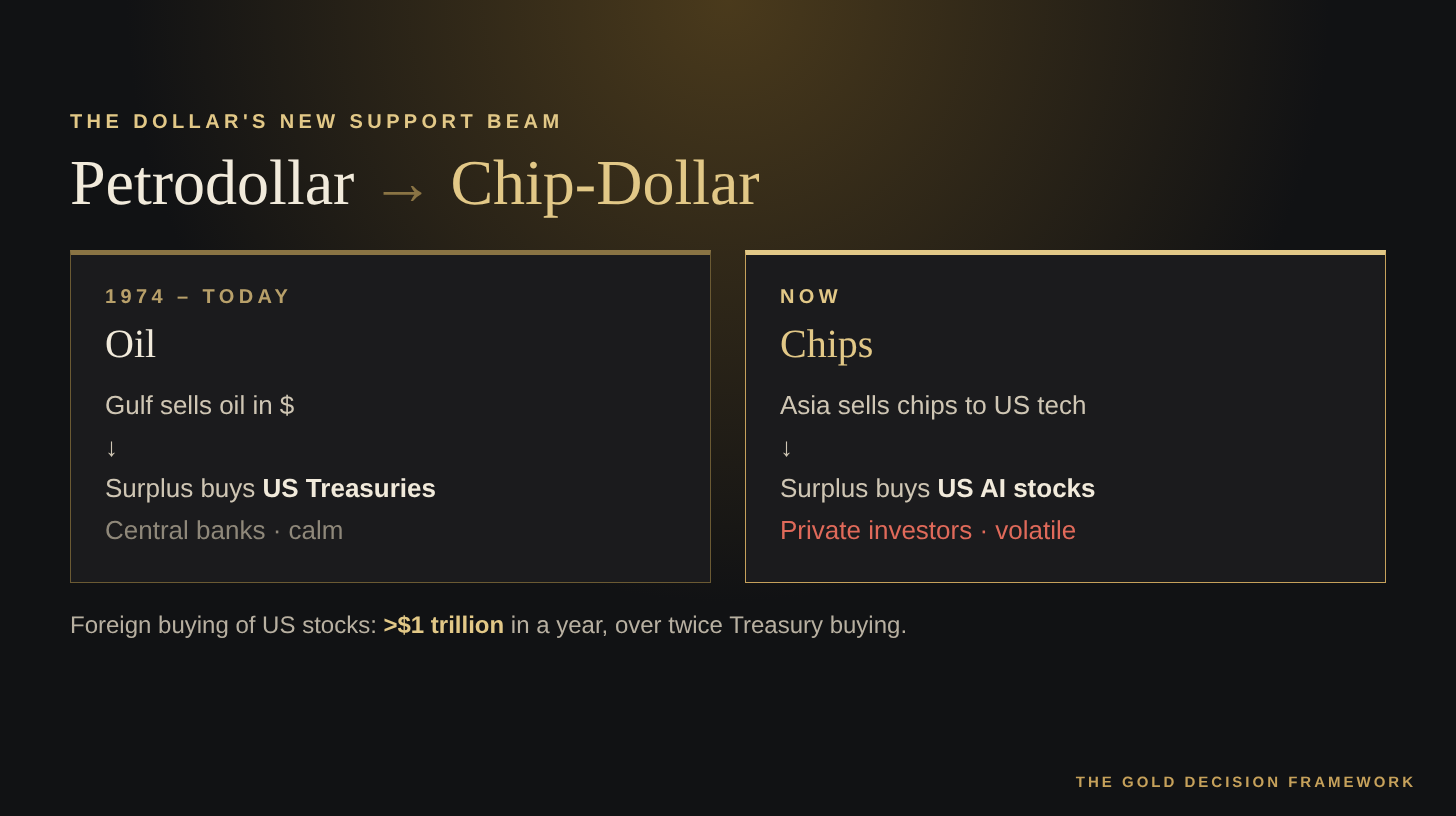 THE DOLLAR'S NEW SUPPORT BEAM
Petrodollar → Chip-Dollar
1974 – TODAY
Oil
Gulf sells oil in $
↓
Surplus buys US Treasuries
Central banks · calm
NOW
Chips
Asia sells chips to US tech
↓
Surplus buys US AI stocks
Private investors · volatile
Foreign buying of US stocks: >$1 trillion in a year, over twice Treasury buying.
THE GOLD DECISION FRAMEWORK